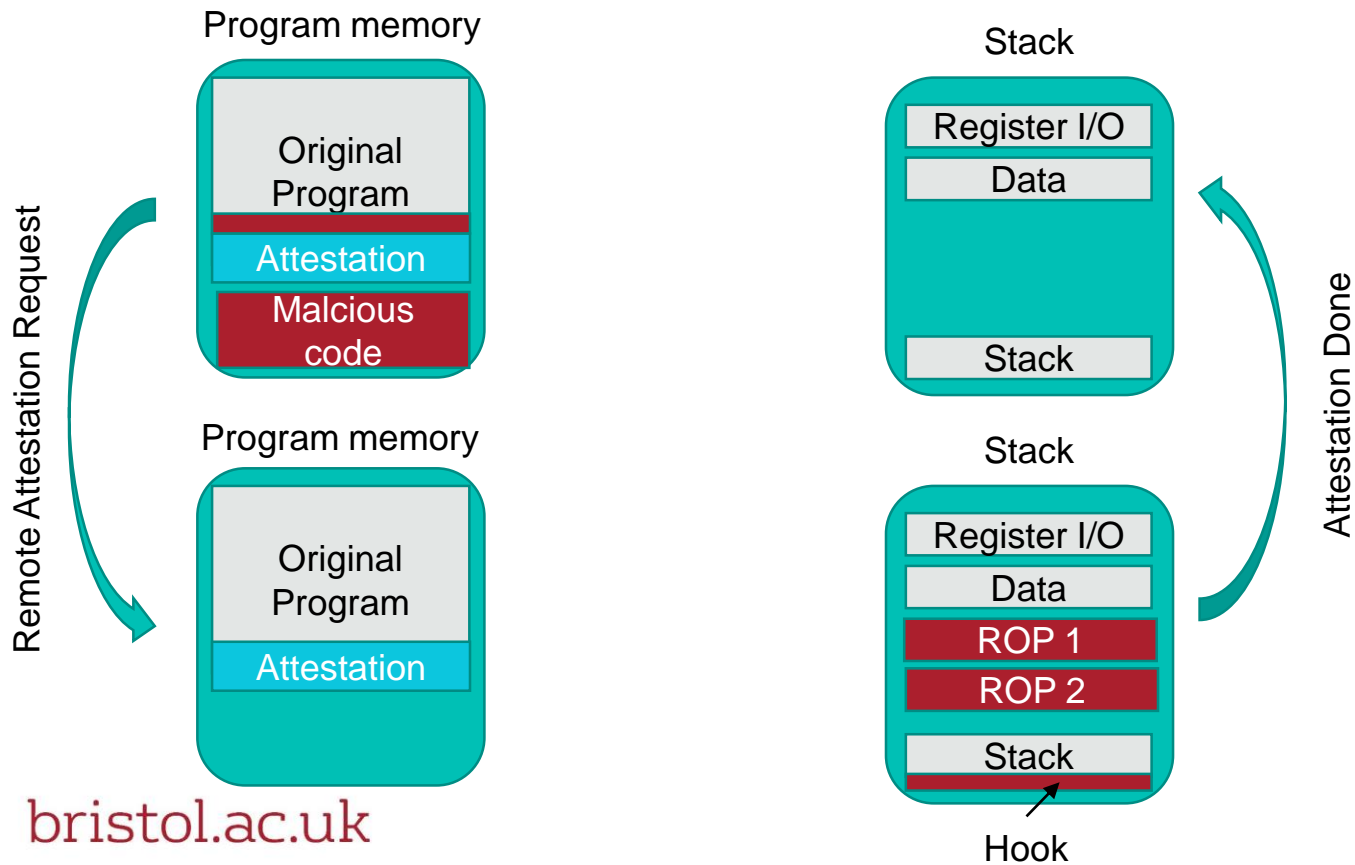 Program memory
Original
Program
Attestation
Malcious
code
Remote Attestation Request
Program memory
Original
Program
Attestation
Stack
Register I/O
Data
Stack
Attestation Done
Stack
Register I/O
Data
ROP 1
ROP 2
Stack
Hook
bristol.ac.uk